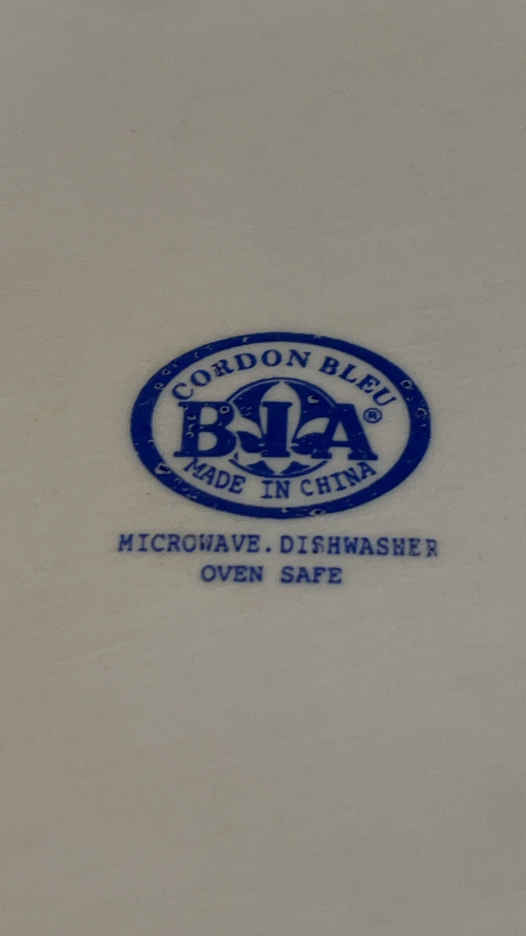 CORDON BLEU
BIA®
MADE IN CHINA
MICROWAVE.DISHWASHER
OVEN SAFE